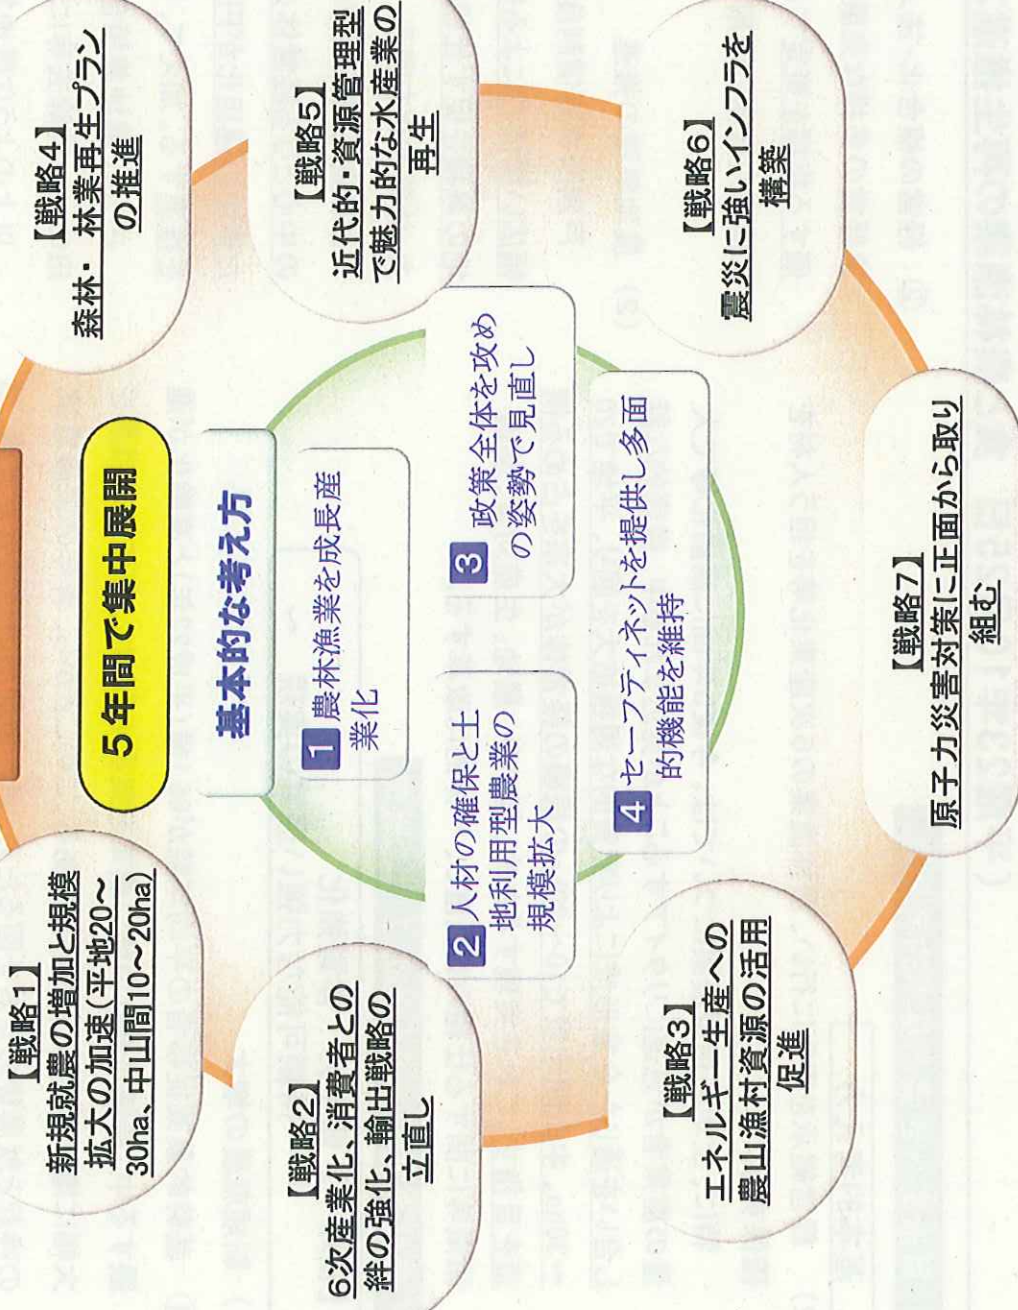 5年間で集中展開
基本的な考え方
1 農林漁業を成長産
業化
2 人材の確保と土
地利用型農業の
規模拡大
3 政策全体を攻め
の姿勢で見直し
4 セーフティネットを提供し多面
的機能を維持
【戦略1】
新規就農の増加と規模
拡大の加速(平地20〜
30ha、中山間10〜20ha)
【戦略2】
6次産業化、消費者との
絆の強化、輸出戦略の
立直し
【戦略3】
エネルギー生産への
農山漁村資源の活用
促進
【戦略4】
森林・林業再生プラン
の推進
【戦略5】
近代的・資源管理型
で魅力的な水産業の
再生
【戦略6】
震災に強いインフラを
構築
【戦略7】
原子力災害対策に正面から取り
組む